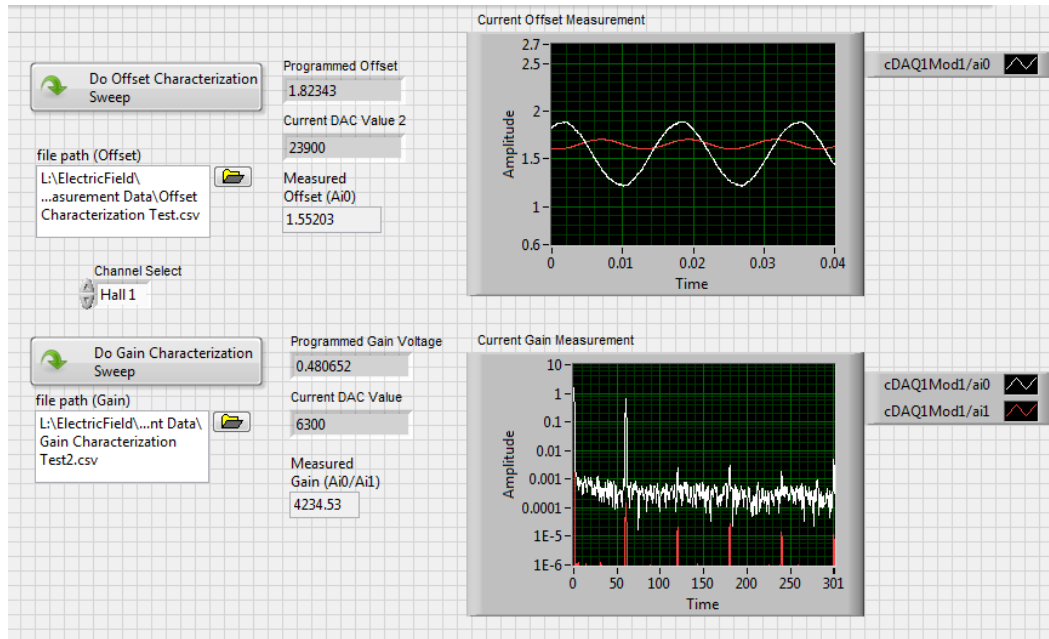 Current Offset Measurement
Do Offset Characterization
Sweep
Programmed Offset
1.82343
Current DAC Value 2
23900
file path (Offset)
L:\ElectricField\
...asurement Data\Offset
Characterization Test.csv
Measured
Offset (Ai0)
1.55203
Channel Select
Hall 1
Amplitude
2.7
2.5
2
1.5
1
0.6
0
0.01
0.02
0.03
0.04
Time
cDAQ1Mod1/ai0
Do Gain Characterization
Sweep
Programmed Gain Voltage
0.480652
Current DAC Value
6300
file path (Gain)
L:\ElectricField\...nt Data\
Gain Characterization
Test2.csv
Measured
Gain (Ai0/Ai1)
4234.53
Current Gain Measurement
Amplitude
10
1
0.1
0.01
0.001
0.0001
1E-5
1E-6
0
50
100
150
200
250
301
Time
cDAQ1Mod1/ai0
cDAQ1Mod1/ai1